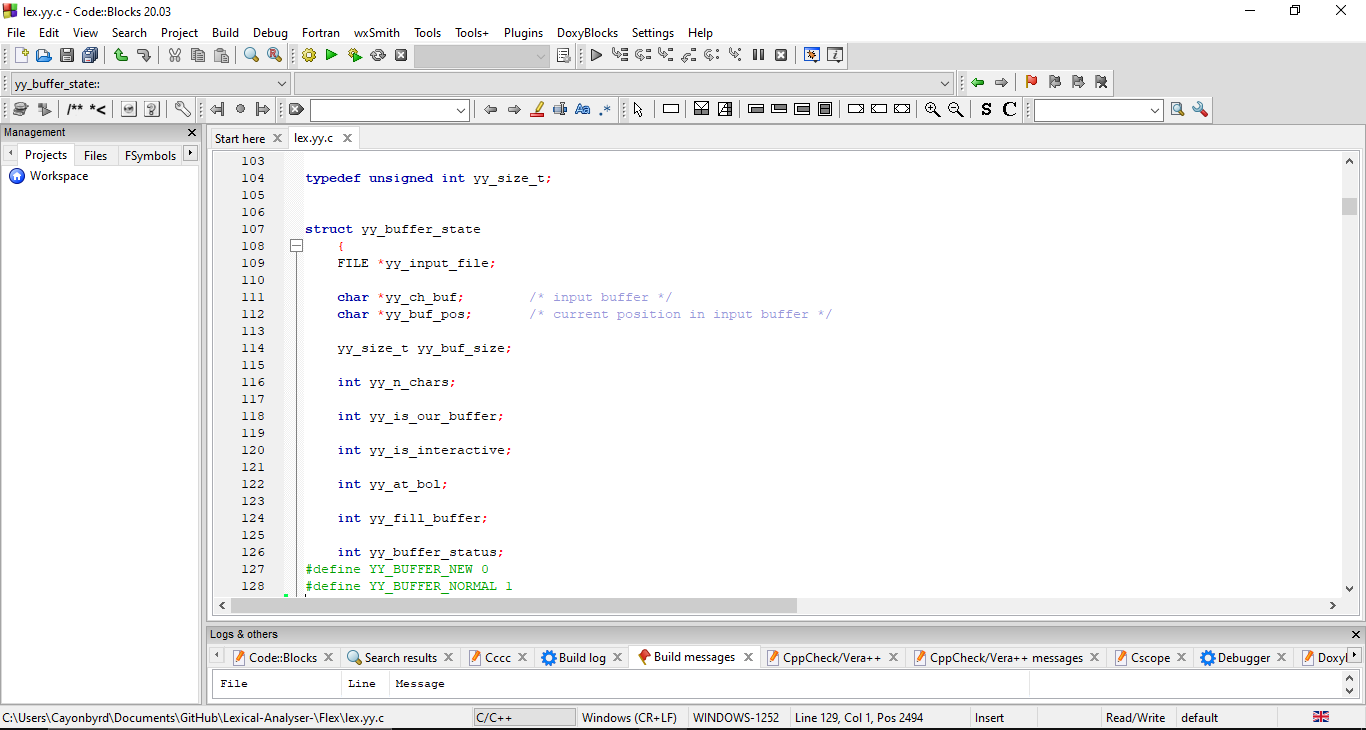 lex.yy.c - Code::Blocks 20.03
File Edit View Search Project Build Debug Fortran wxSmith Tools Tools+ Plugins DoxyBlocks Settings Help
yy_buffer_state::
/** *< Aa .* S C
Management
Start here lex.yy.c
Projects Files FSymbols
Workspace
103
104 typedef unsigned int yy_size_t;
105
106
107 struct yy_buffer_state
108 {
109 FILE *yy_input_file;
110
111 char *yy_ch_buf; /* input buffer */
112 char *yy_buf_pos; /* current position in input buffer */
113
114 yy_size_t yy_buf_size;
115
116 int yy_n_chars;
117
118 int yy_is_our_buffer;
119
120 int yy_is_interactive;
121
122 int yy_at_bol;
123
124 int yy_fill_buffer;
125
126 int yy_buffer_status;
127 #define YY_BUFFER_NEW 0
128 #define YY_BUFFER_NORMAL 1
Logs & others
Code::Blocks Search results Cccc Build log Build messages CppCheck/Vera++ CppCheck/Vera++ messages Cscope Debugger Doxyl
File Line Message
C:\Users\Cayonbyrd\Documents\GitHub\Lexical-Analyser-\Flex\lex.yy.c C/C++ Windows (CR+LF) WINDOWS-1252 Line 129, Col 1, Pos 2494 Insert Read/Write default